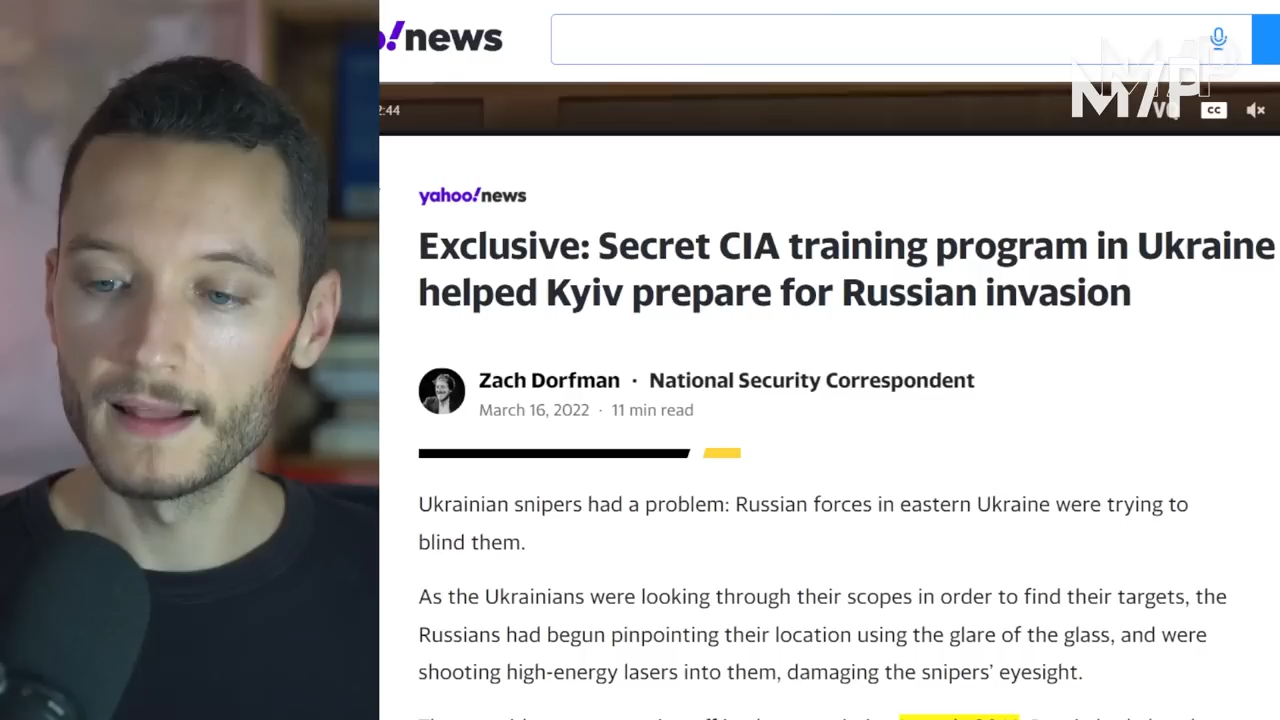 !news
M/P
2:44
VQ
CC
yahoo!news
Exclusive: Secret CIA training program in Ukraine
helped Kyiv prepare for Russian invasion
Zach Dorfman · National Security Correspondent
March 16, 2022 · 11 min read
Ukrainian snipers had a problem: Russian forces in eastern Ukraine were trying to
blind them.
As the Ukrainians were looking through their scopes in order to find their targets, the
Russians had begun pinpointing their location using the glare of the glass, and were
shooting high-energy lasers into them, damaging the snipers’ eyesight.